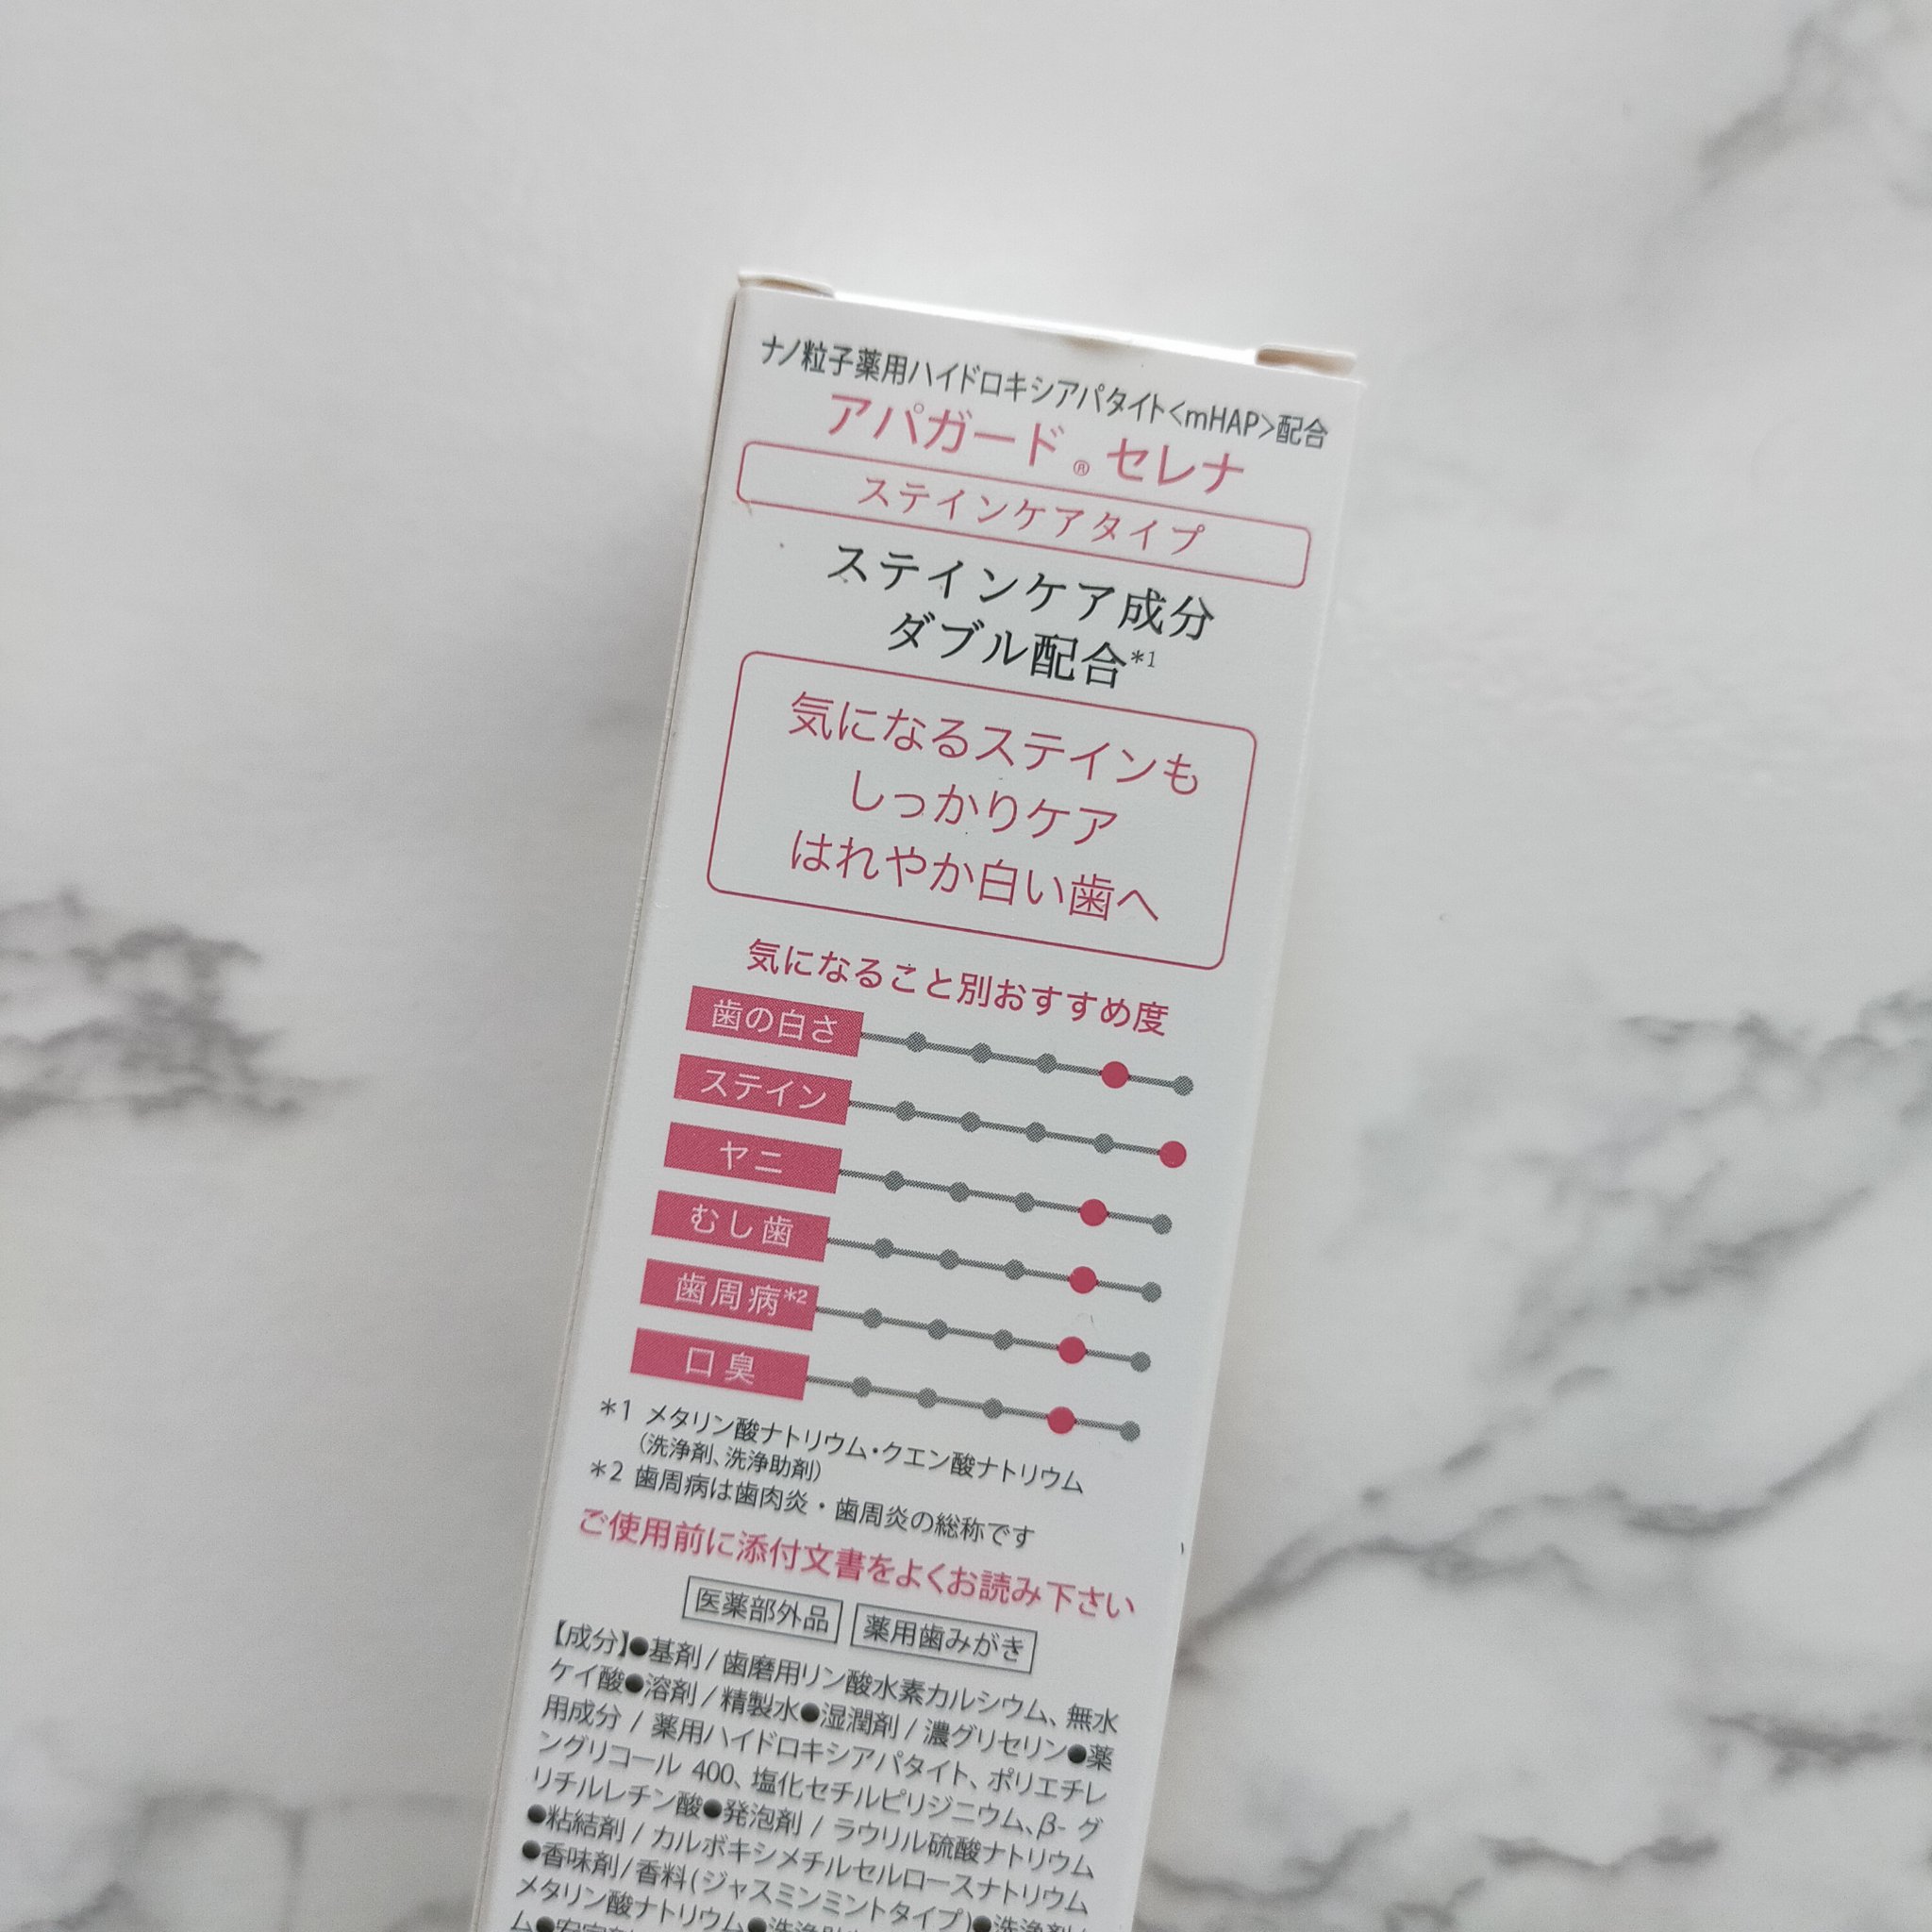 ナノ粒子薬用ハイドロキシアパタイト<mHAP>配合
アパガード®セレナ
ステインケアタイプ
ステインケア成分
ダブル配合*1
気になるステインも
しっかりケア
はれやか白い歯へ
気になること別おすすめ度
歯の白さ
ステイン
ヤニ
むし歯
歯周病*2
口臭
*1 メタリン酸ナトリウム・クエン酸ナトリウム
(洗浄剤、洗浄助剤)
*2 歯周病は歯肉炎・歯周炎の総称です
ご使用前に添付文書をよくお読み下さい
医薬部外品 薬用歯みがき
【成分】●基剤/歯磨用リン酸水素カルシウム、無水
ケイ酸●溶剤/精製水●湿潤剤/濃グリセリン●薬
用成分/薬用ハイドロキシアパタイト、ポリエチレ
ングリコール 400、塩化セチルピリジニウム、β-グ
リチルレチン酸●発泡剤/ラウリル硫酸ナトリウム
●粘結剤/カルボキシメチルセルロースナトリウム
●香味剤/香料(ジャスミンミントタイプ)●洗浄剤/
メタリン酸ナトリウム●洗浄助